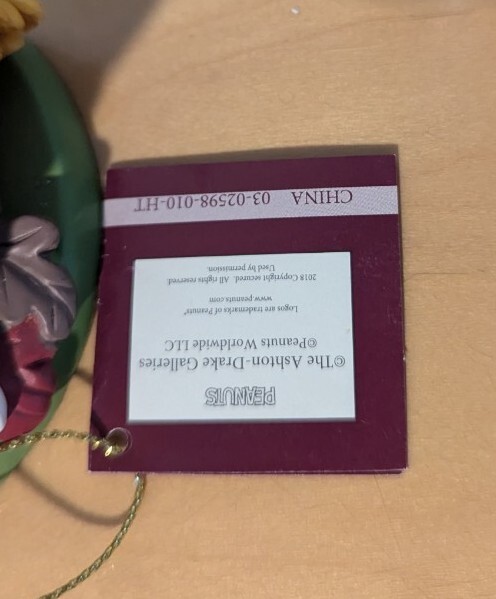 PEANUTS
©The Ashton-Drake Galleries
©Peanuts Worldwide LLC
Logos are trademarks of Peanuts®
www.peanuts.com
2018 Copyright secured. All rights reserved.
Used by permission.
CHINA 03-02598-010-HT